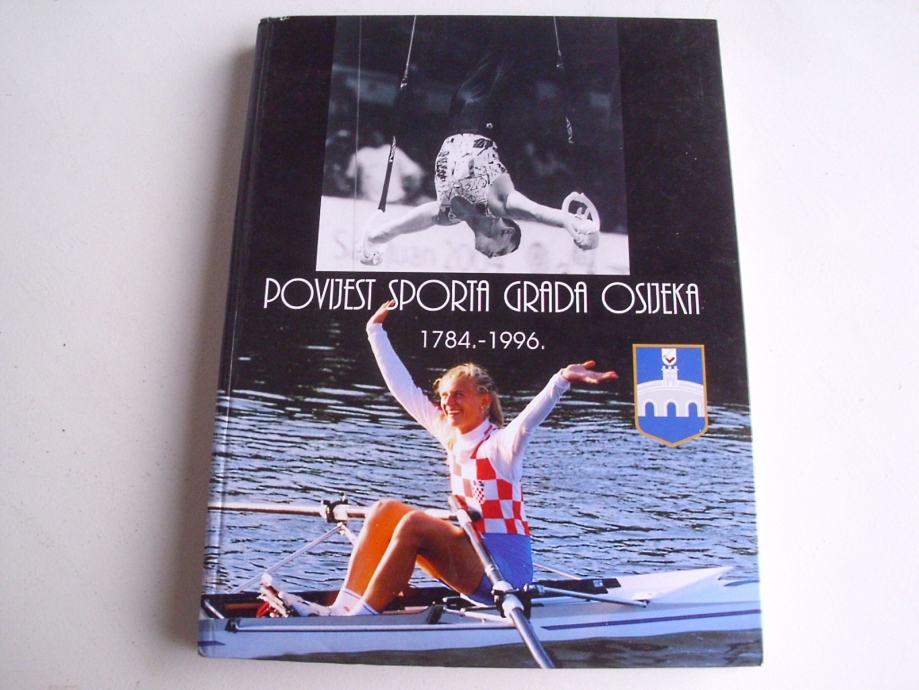 POVIJEST SPORTA GRADA OSIJEKA
1784.-1996.